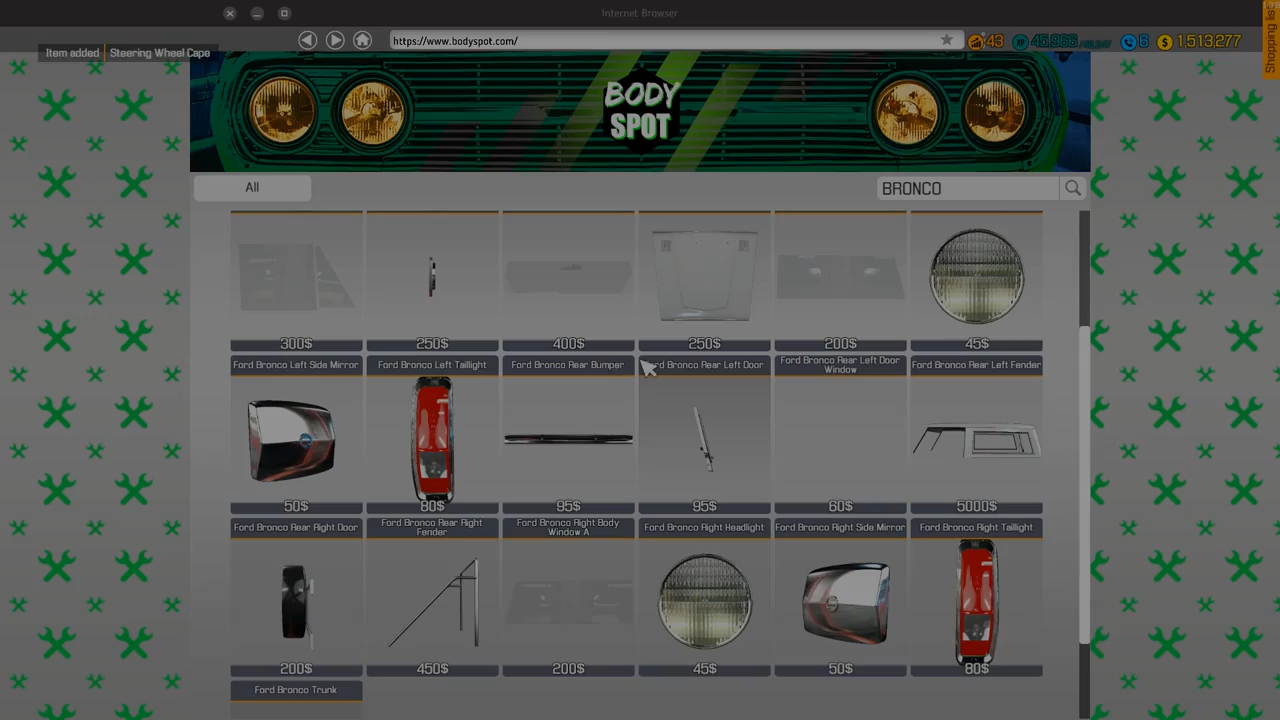 Internet Browser
Item added Steering Wheel Cape
https://www.bodyspot.com/
43
6
1,513,277
Shopping list
BODY
SPOT
All
BRONCO
300$ 250$ 400$ 250$ 200$ 45$
Ford Bronco Left Side Mirror
Ford Bronco Left Taillight
Ford Bronco Rear Bumper
Ford Bronco Rear Left Door
Ford Bronco Rear Left Door
Window
Ford Bronco Rear Left Fender
50$ 80$ 95$ 95$ 60$ 5000$
Ford Bronco Rear Right Door
Ford Bronco Rear Right
Fender
Ford Bronco Right Body
Window A
Ford Bronco Right Headlight
Ford Bronco Right Side Mirror
Ford Bronco Right Taillight
200$ 450$ 200$ 45$ 50$ 80$
Ford Bronco Trunk